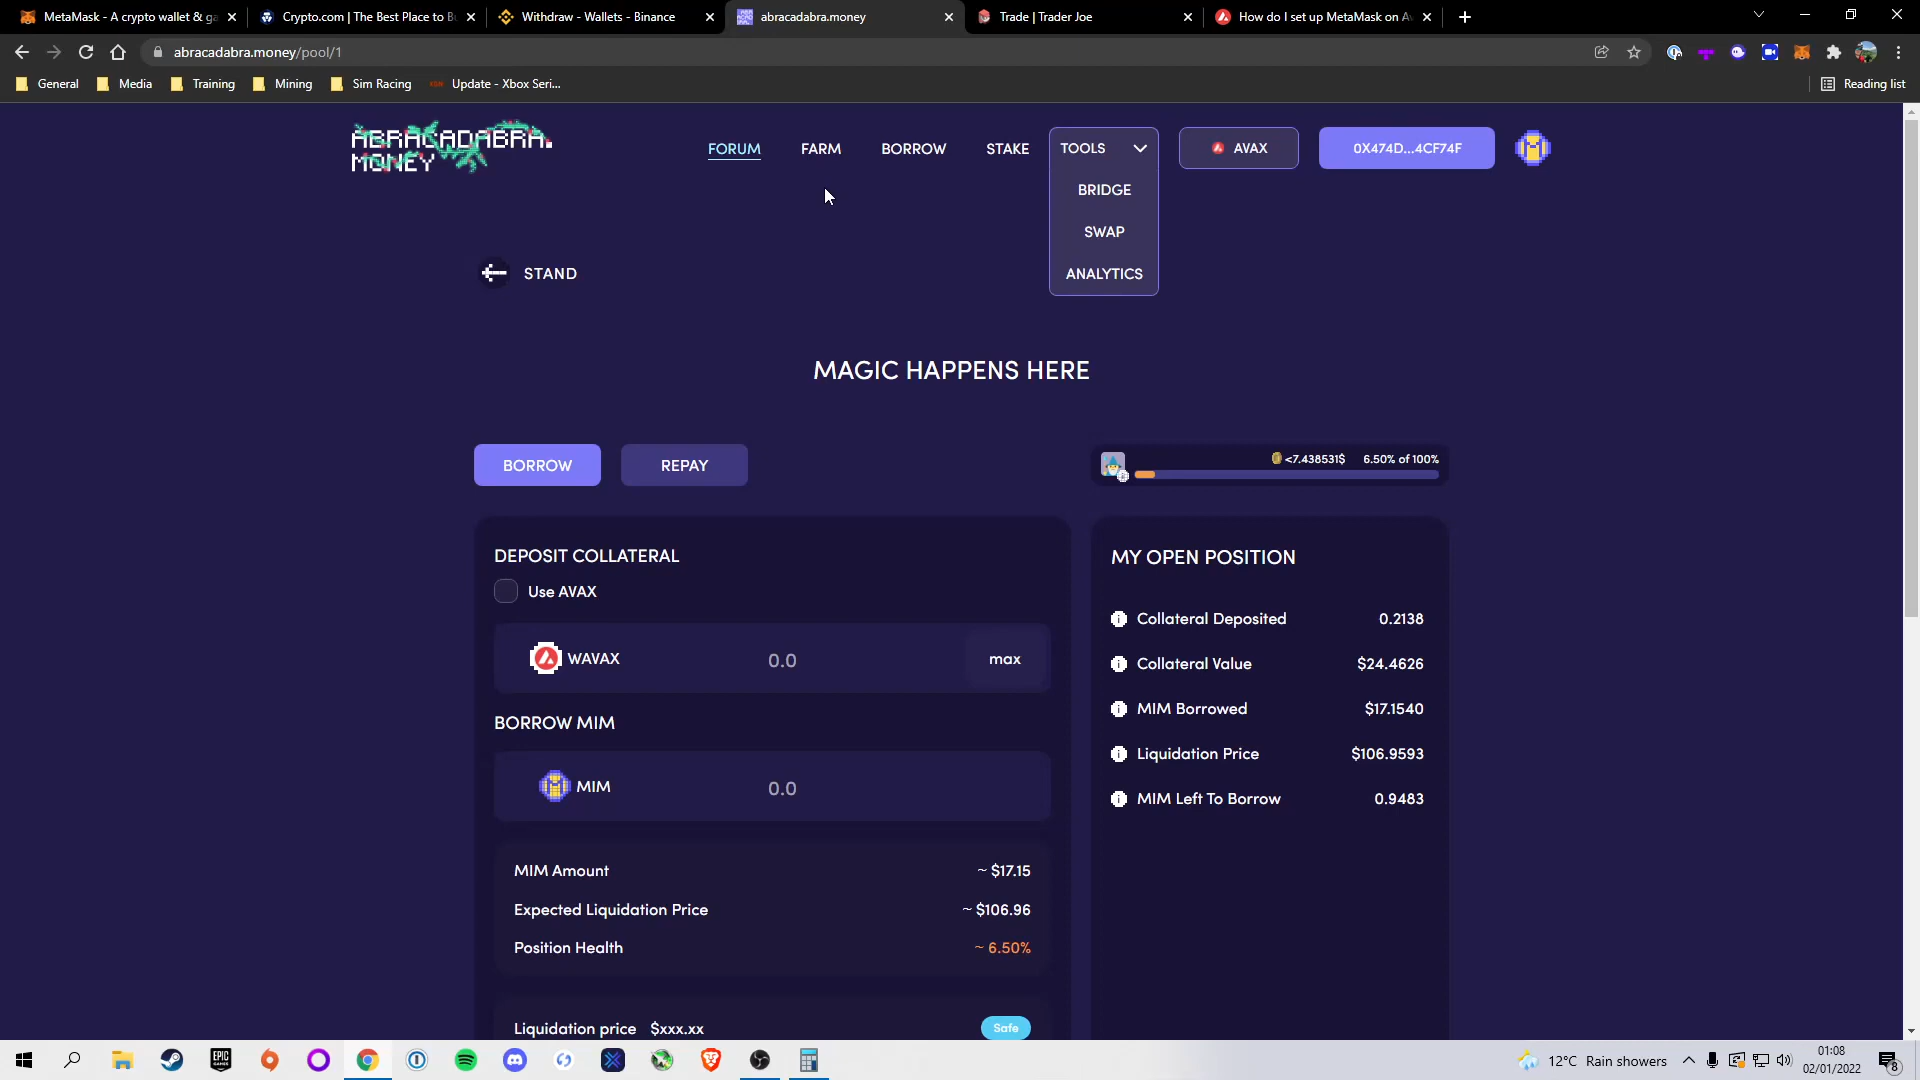 MetaMask - A crypto wallet & ga
Crypto.com | The Best Place to Bu
Withdraw - Wallets - Binance
abracadabra.money
Trade | Trader Joe
How do I set up MetaMask on Av
abracadabra.money/pool/1
General
Media
Training
Mining
Sim Racing
Update - Xbox Seri...
Reading list
ABRACADABRA.
MONEY
FORUM
FARM
BORROW
STAKE
TOOLS
AVAX
0X474D...4CF74F
BRIDGE
SWAP
ANALYTICS
STAND
MAGIC HAPPENS HERE
BORROW
REPAY
<7.438531$
6.50% of 100%
DEPOSIT COLLATERAL
Use AVAX
WAVAX
0.0
max
BORROW MIM
MIM
0.0
MIM Amount
~ $17.15
Expected Liquidation Price
~ $106.96
Position Health
~ 6.50%
Liquidation price $xxx.xx
Safe
MY OPEN POSITION
Collateral Deposited
0.2138
Collateral Value
$24.4626
MIM Borrowed
$17.1540
Liquidation Price
$106.9593
MIM Left To Borrow
0.9483
EPIC
GAMES
12°C Rain showers
01:08
02/01/2022
8